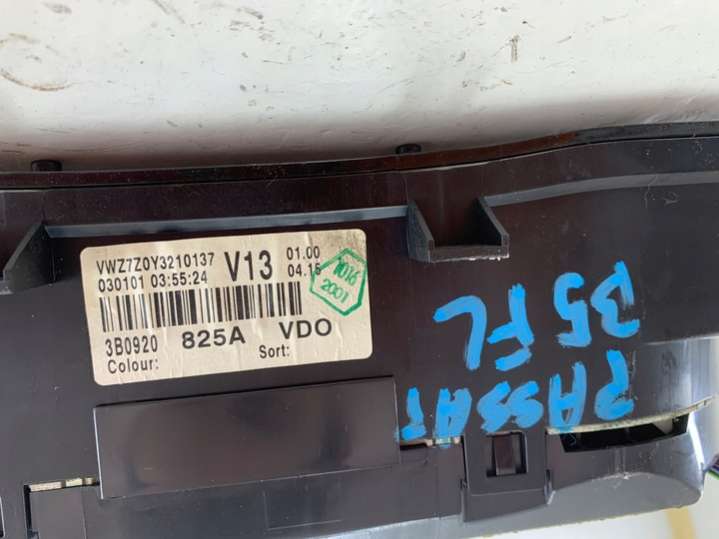 VWZ7Z0Y3210137 V13 01.00
030101 03:55:24 04.15
1016
2001
3B0920 825A VDO
Colour: Sort:
PASSAT
B5 FL